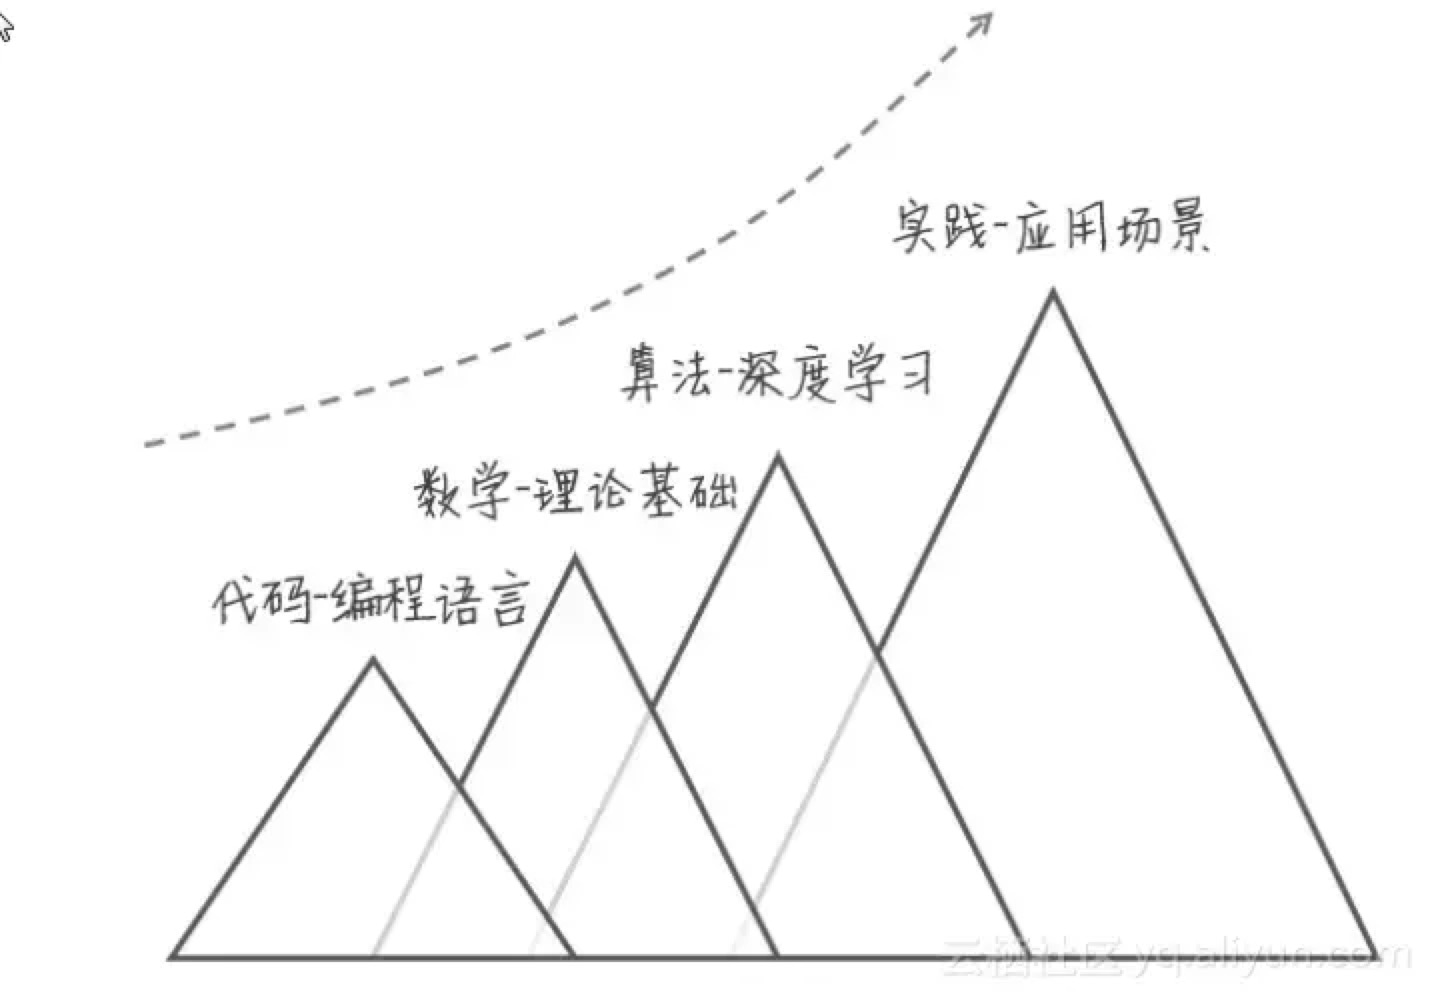 实践-应用场景
算法-深度学习
数学-理论基础
代码-编程语言
云栖社区 yq.aliyun.com